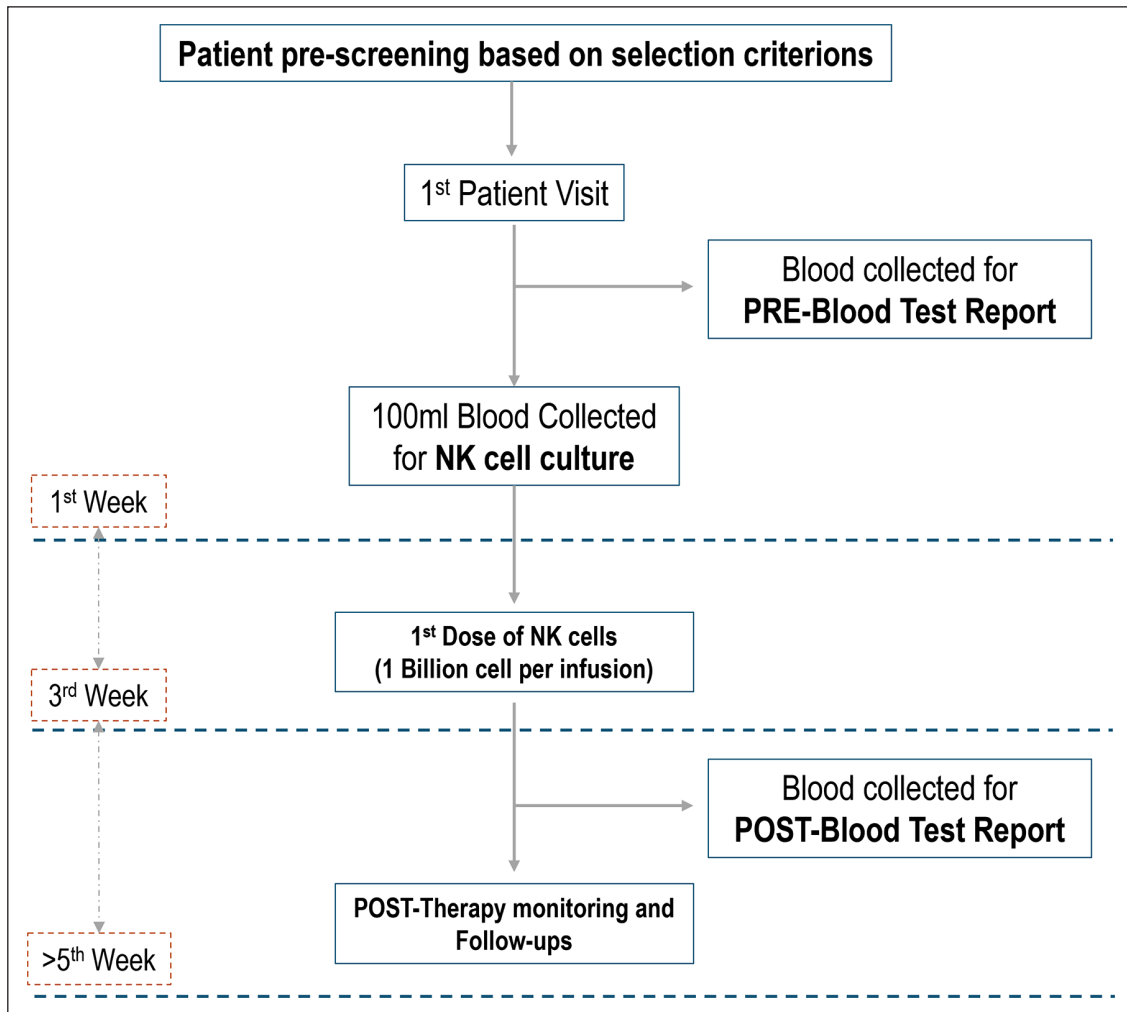 Patient pre-screening based on selection criterions
1st Patient Visit
Blood collected for
PRE-Blood Test Report
100ml Blood Collected
for NK cell culture
1st Week
1st Dose of NK cells
(1 Billion cell per infusion)
3rd Week
Blood collected for
POST-Blood Test Report
POST-Therapy monitoring and
Follow-ups
>5th Week